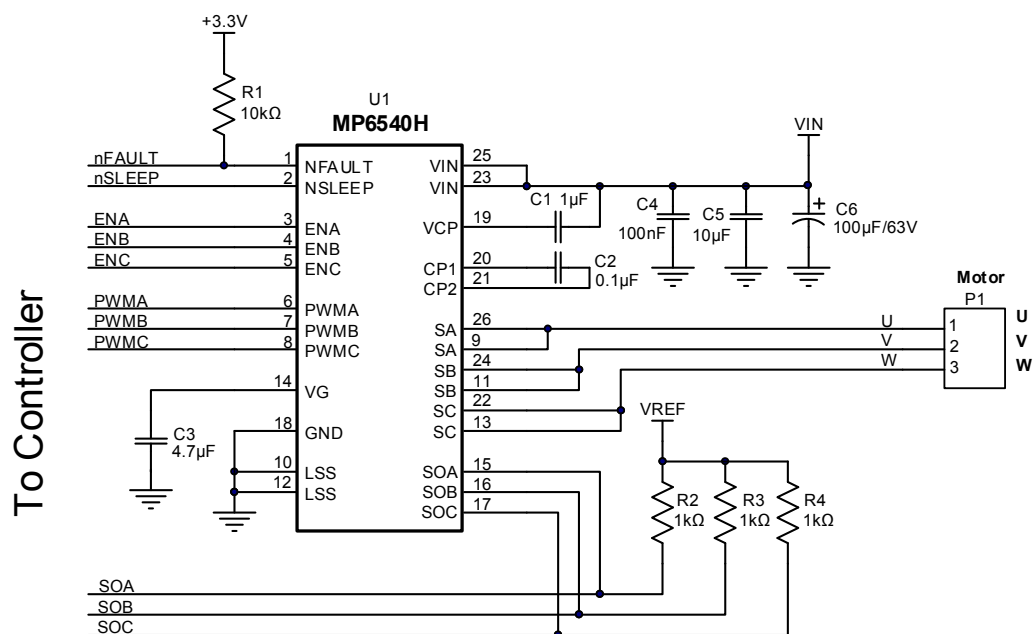 +3.3V
R1
10kΩ
U1
MP6540H
nFAULT
nSLEEP
ENA
ENB
ENC
PWMA
PWMB
PWMC
1
2
3
4
5
6
7
8
14
18
10
12
NFAULT
NSLEEP
ENA
ENB
ENC
PWMA
PWMB
PWMC
VG
GND
LSS
LSS
VIN
VIN
VCP
CP1
CP2
SA
SA
SB
SB
SC
SC
SOA
SOB
SOC
25
23
19
20
21
26
9
24
11
22
13
15
16
17
C1 1µF
C2
0.1µF
C4
100nF
C5
10µF
VIN
+
C6
100µF/63V
Motor
P1
U
V
W
1
2
3
U
V
W
VREF
R2
1kΩ
R3
1kΩ
R4
1kΩ
C3
4.7µF
To Controller
SOA
SOB
SOC